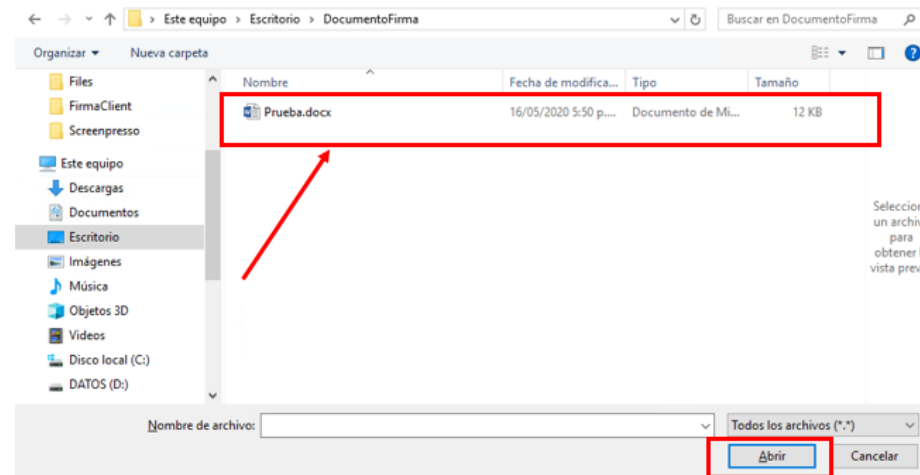 Este equipo > Escritorio > DocumentoFirma
Buscar en DocumentoFirma
Organizar
Nueva carpeta
Files
FirmaClient
Screenpresso
Este equipo
Descargas
Documentos
Escritorio
Imágenes
Música
Objetos 3D
Videos
Disco local (C:)
DATOS (D:)
Nombre Fecha de modifica... Tipo Tamaño
Prueba.docx 16/05/2020 5:50 p.... Documento de Mi... 12 KB
Seleccion
un archiv
para
obtener l
vista prev
Nombre de archivo:
Todos los archivos (*.*)
Abrir
Cancelar